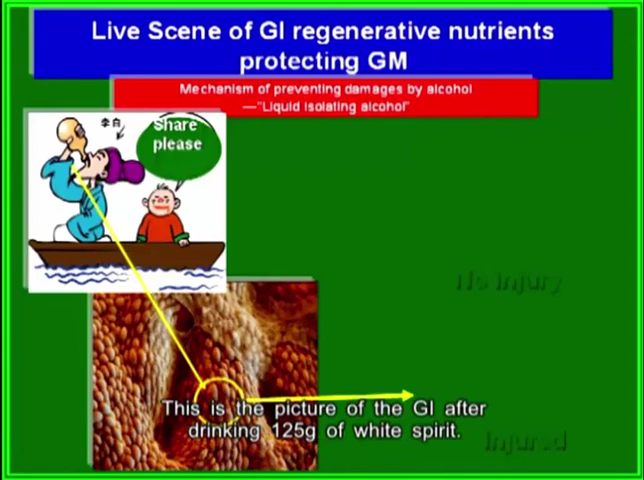 Live Scene of GI regenerative nutrients
protecting GM
Mechanism of preventing damages by alcohol
—"Liquid isolating alcohol"
李白
Share
please
No Injury
This is the picture of the GI after
drinking 125g of white spirit.
Injured